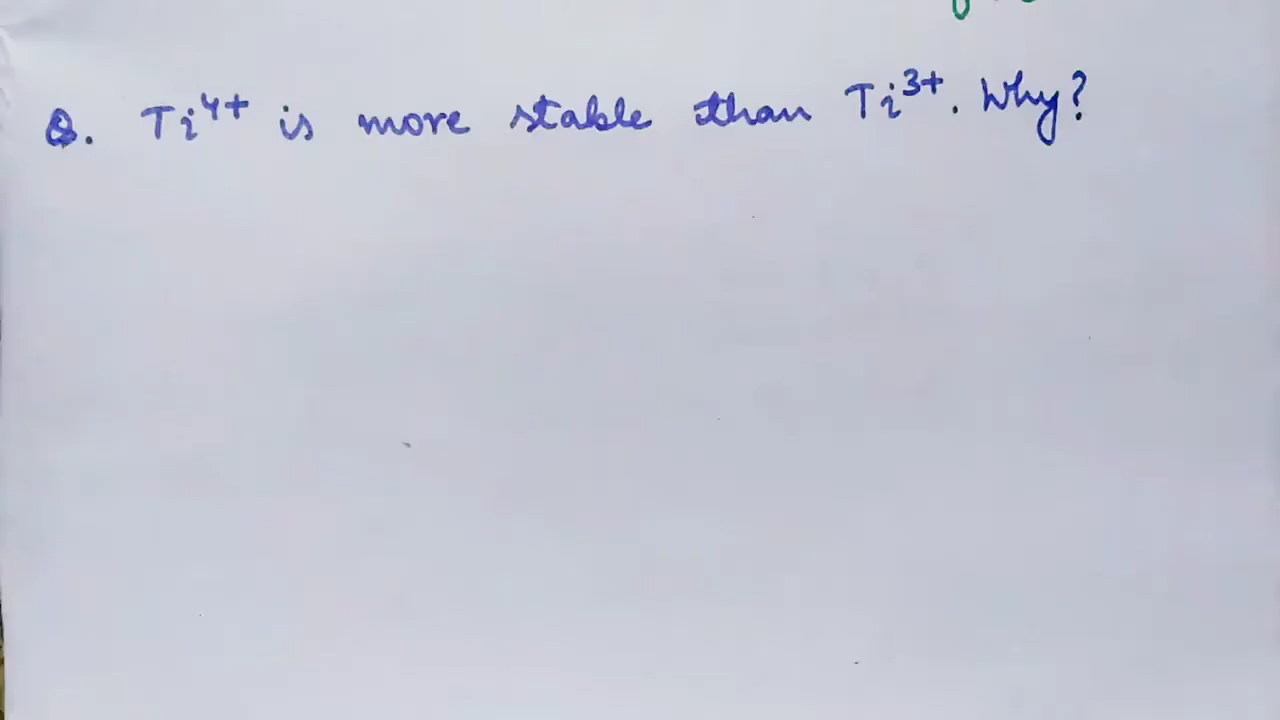 Q. Ti⁴⁺ is more stable than Ti³⁺. Why?